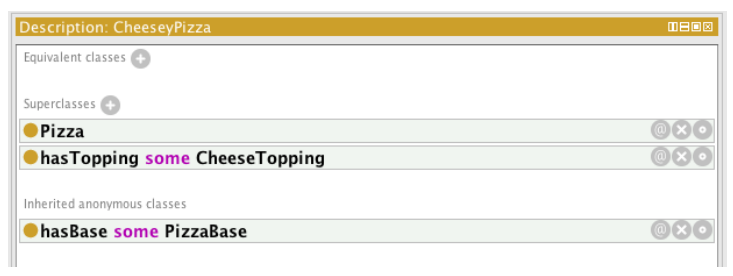 Description: CheeseyPizza
Equivalent classes
Superclasses
Pizza
hasTopping some CheeseTopping
Inherited anonymous classes
hasBase some PizzaBase